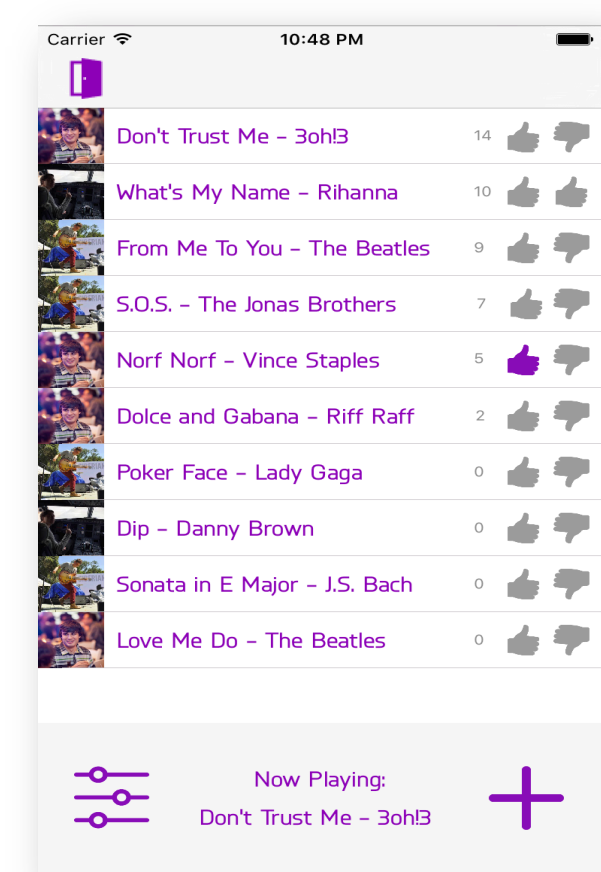 Carrier 10:48 PM
Don't Trust Me – 3oh!3 14
What's My Name – Rihanna 10
From Me To You – The Beatles 9
S.O.S. – The Jonas Brothers 7
Norf Norf – Vince Staples 5
Dolce and Gabana – Riff Raff 2
Poker Face – Lady Gaga 0
Dip – Danny Brown 0
Sonata in E Major – J.S. Bach 0
Love Me Do – The Beatles 0
Now Playing:
Don't Trust Me – 3oh!3